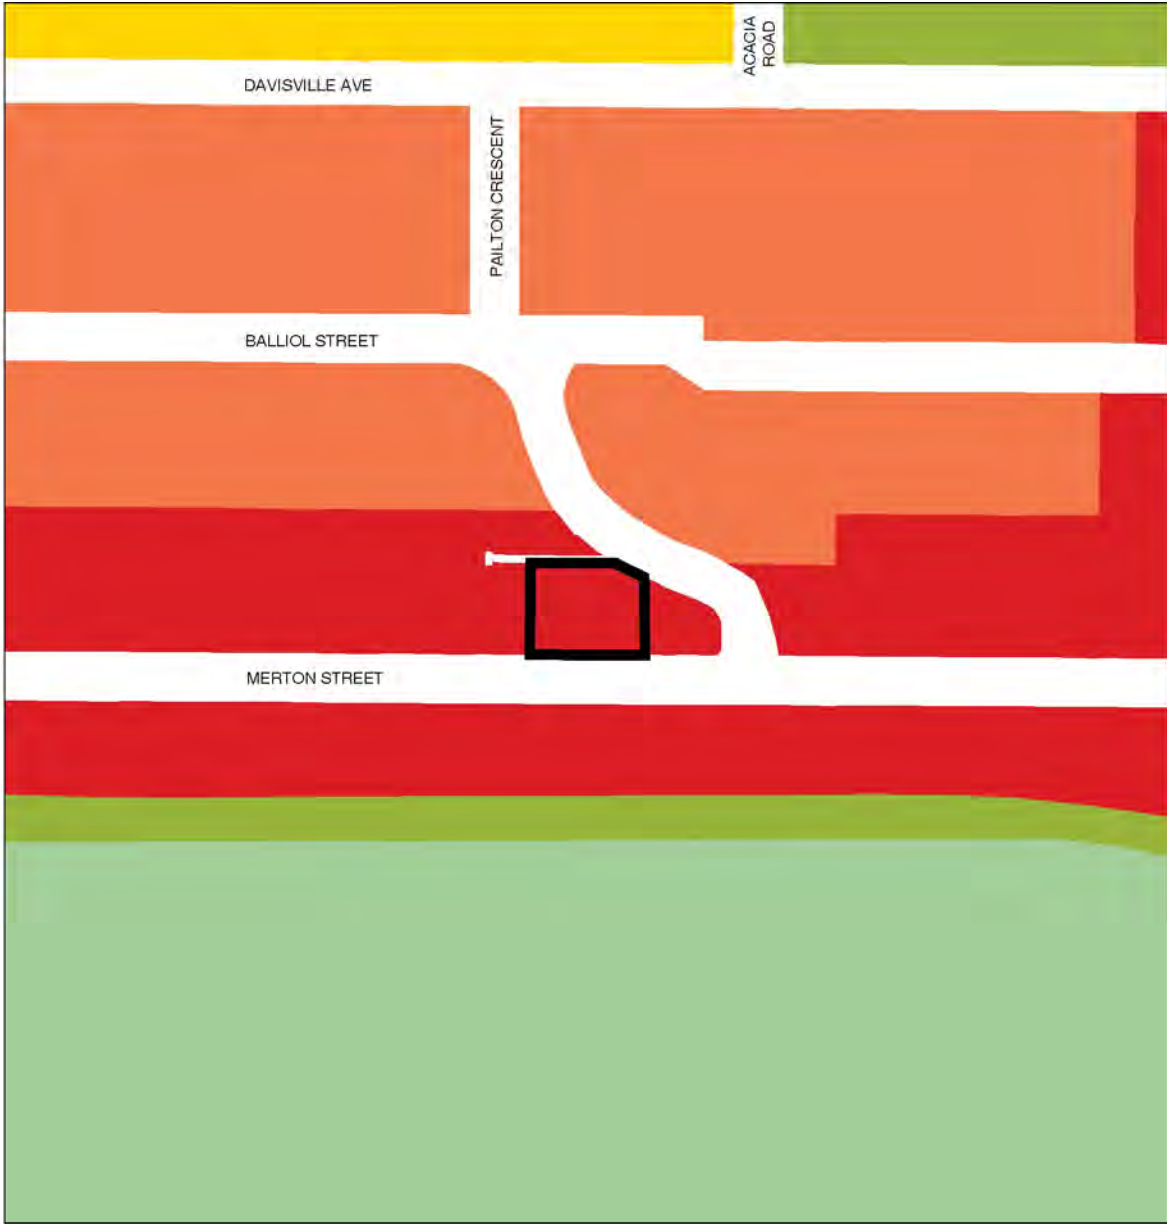 ACACIA
ROAD
DAVISVILLE AVE
PAILTON CRESCENT
BALLIOL STREET
MERTON STREET